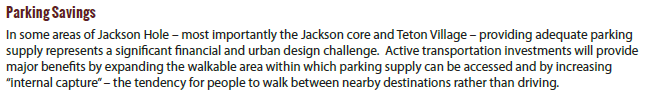 Parking Savings
In some areas of Jackson Hole – most importantly the Jackson core and Teton Village – providing adequate parking
supply represents a significant financial and urban design challenge.  Active transportation investments will provide
major benefits by expanding the walkable area within which parking supply can be accessed and by increasing
“internal capture” – the tendency for people to walk between nearby destinations rather than driving.